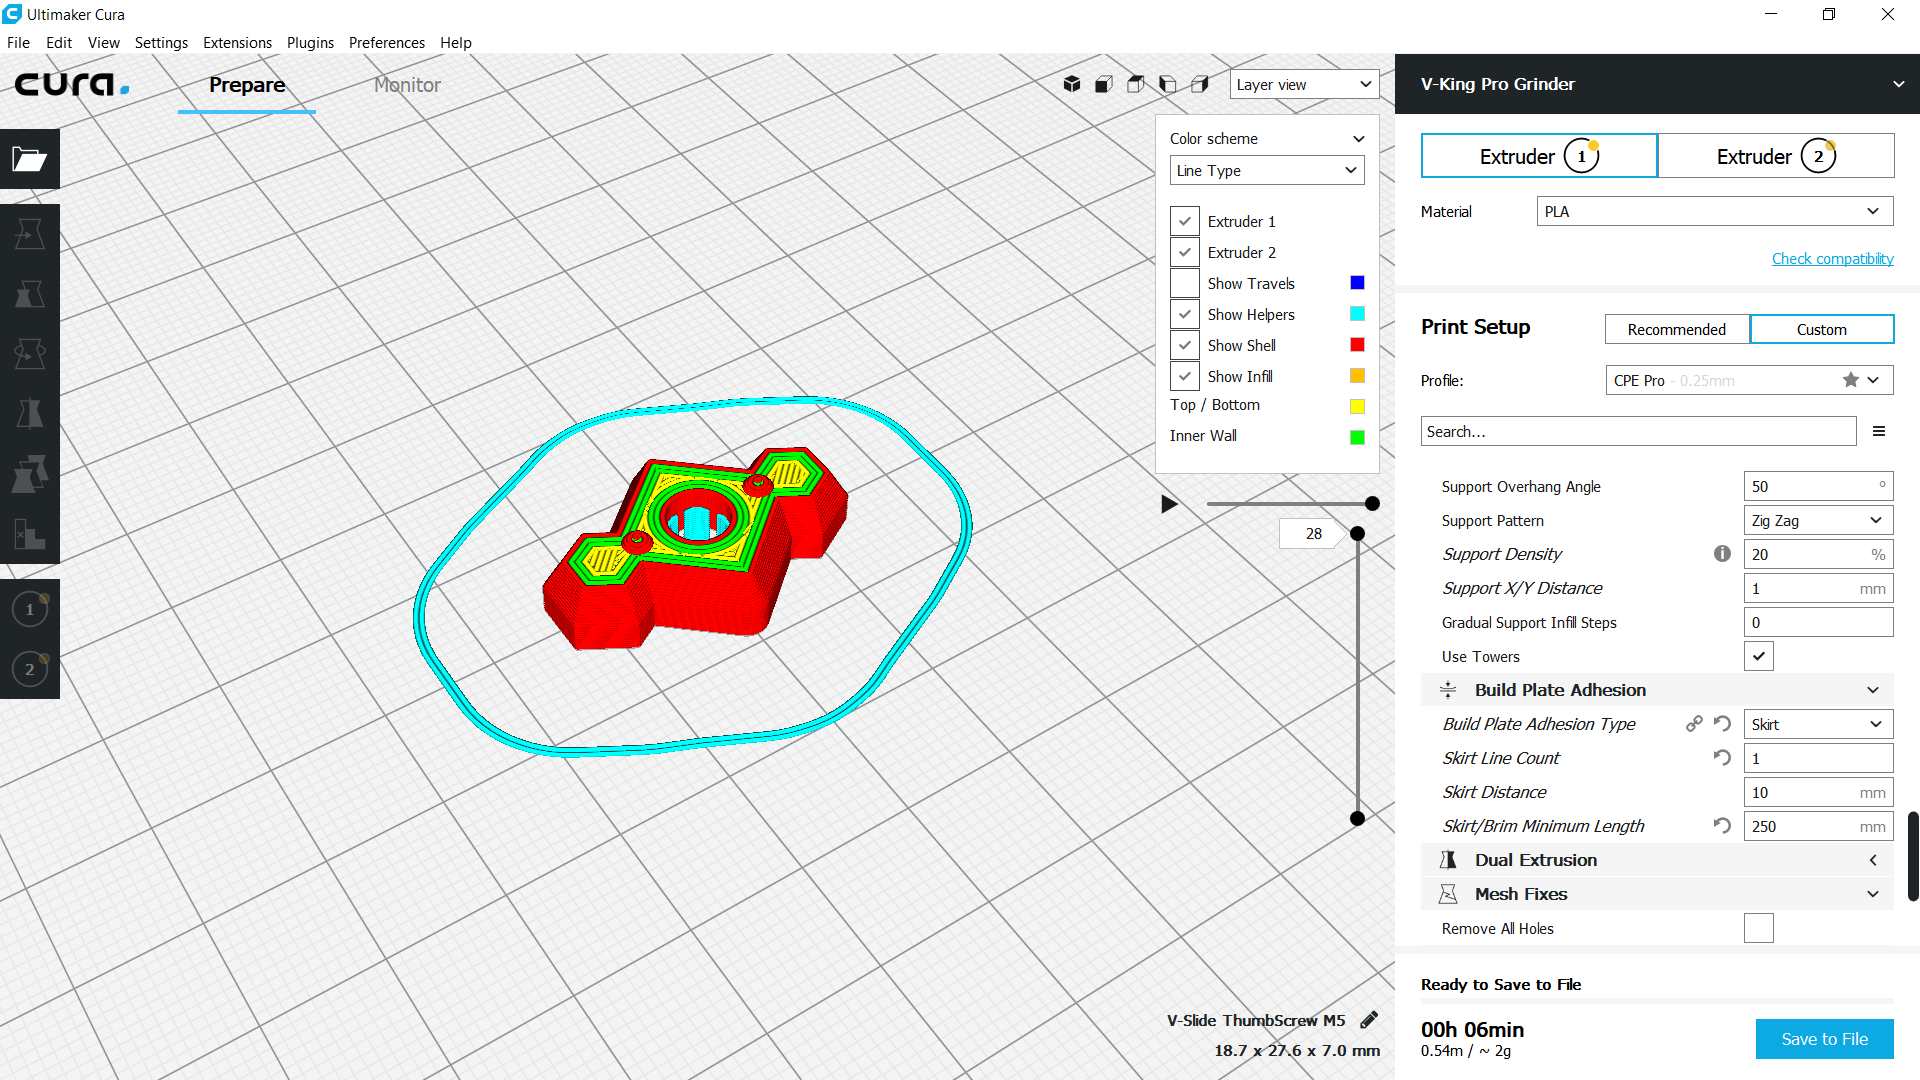 Ultimaker Cura
File Edit View Settings Extensions Plugins Preferences Help
cura.
Prepare
Monitor
Layer view
Color scheme
Line Type
Extruder 1
Extruder 2
Show Travels
Show Helpers
Show Shell
Show Infill
Top / Bottom
Inner Wall
28
1
2
V-Slide ThumbScrew M5
18.7 x 27.6 x 7.0 mm
V-King Pro Grinder
Extruder 1
Extruder 2
Material PLA
Check compatibility
Print Setup Recommended Custom
Profile: CPE Pro - 0.25mm
Search...
Support Overhang Angle 50 °
Support Pattern Zig Zag
Support Density 20 %
Support X/Y Distance 1 mm
Gradual Support Infill Steps 0
Use Towers
Build Plate Adhesion
Build Plate Adhesion Type Skirt
Skirt Line Count 1
Skirt Distance 10 mm
Skirt/Brim Minimum Length 250 mm
Dual Extrusion
Mesh Fixes
Remove All Holes
Ready to Save to File
00h 06min
0.54m / ~ 2g
Save to File